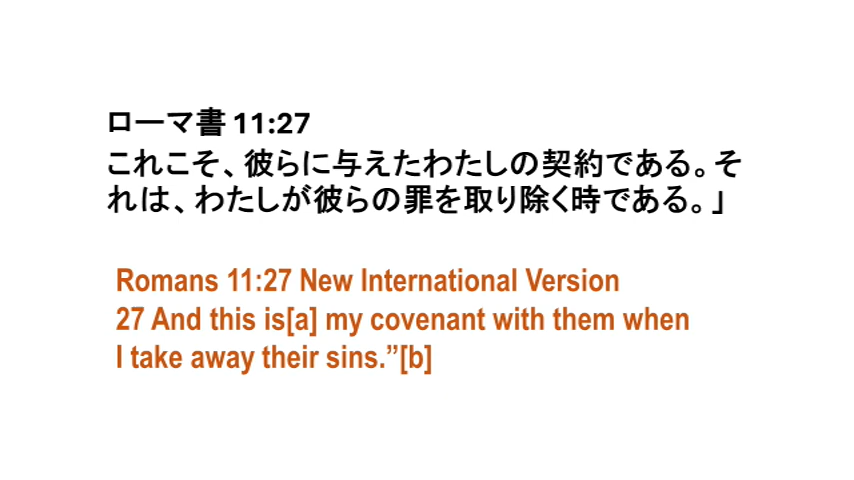 ローマ書 11:27
これこそ、彼らに与えたわたしの契約である。そ
れは、わたしが彼らの罪を取り除く時である。」
Romans 11:27 New International Version
27 And this is[a] my covenant with them when
I take away their sins.”[b]